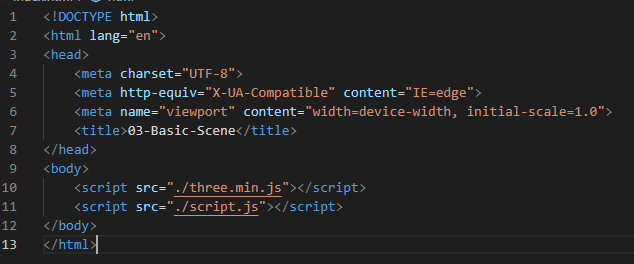 1 <!DOCTYPE html>
2 <html lang="en">
3 <head>
4 <meta charset="UTF-8">
5 <meta http-equiv="X-UA-Compatible" content="IE=edge">
6 <meta name="viewport" content="width=device-width, initial-scale=1.0">
7 <title>03-Basic-Scene</title>
8 </head>
9 <body>
10 <script src="./three.min.js"></script>
11 <script src="./script.js"></script>
12 </body>
13 </html>